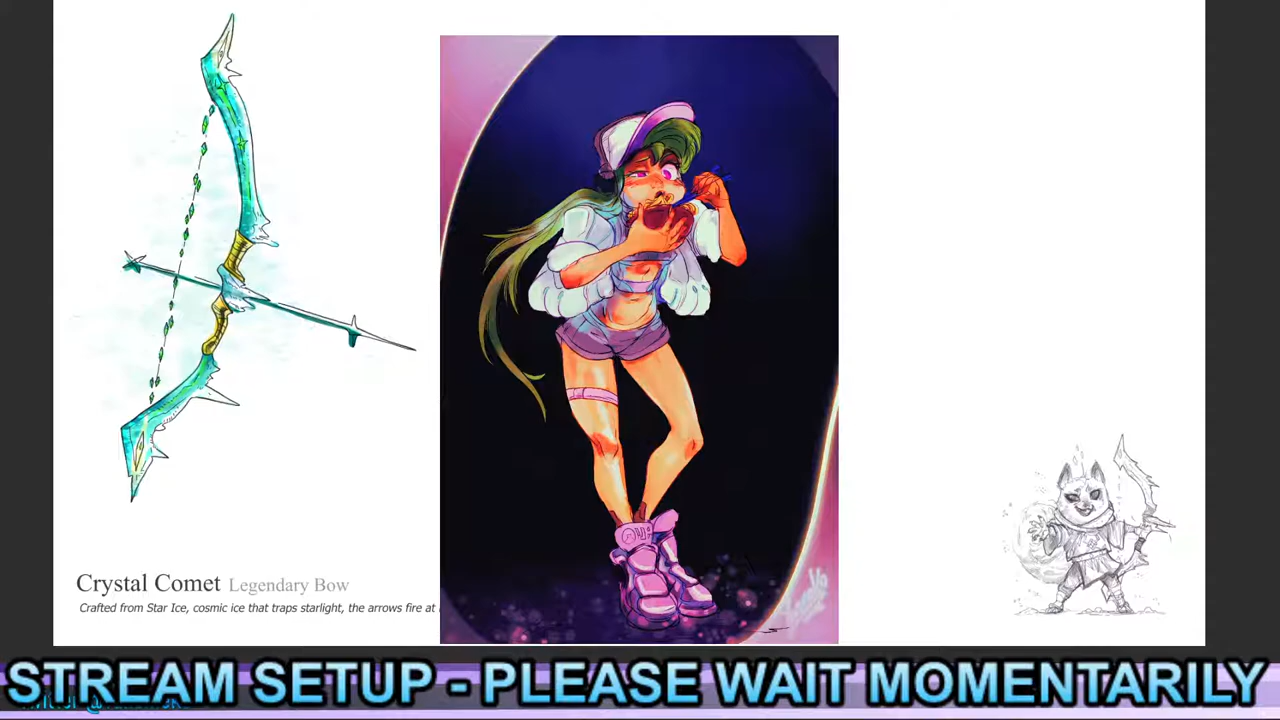 Crystal Comet Legendary Bow
Crafted from Star Ice, cosmic ice that traps starlight, the arrows fire at
STREAM SETUP - PLEASE WAIT MOMENTARILY